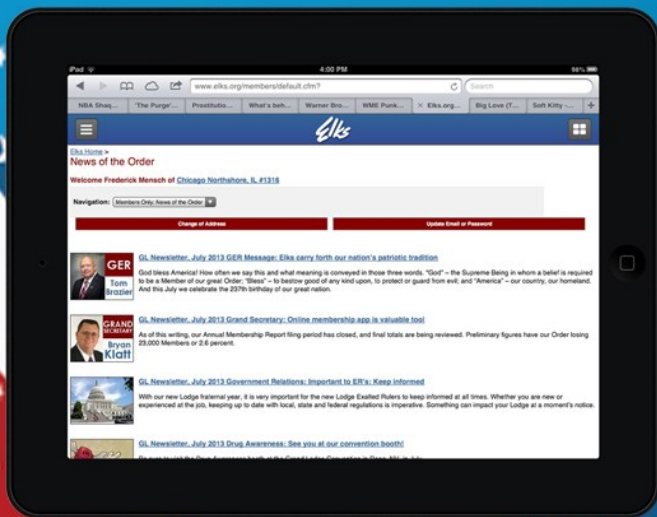 iPad
4:00 PM
98%
www.elks.org/members/default.cfm?
Search
NBA Shaq...
'The Purge'...
Prostitutio...
What's beh...
Warner Bro...
WME Punk...
Elks.org...
Big Love (T...
Soft Kitty -...
Elks
Elks Home >
News of the Order
Welcome Frederick Mensch of Chicago Northshore, IL #1316
Navigation: Members Only: News of the Order
Change of Address
Update Email or Password
GER
Tom
Brazier
GL Newsletter, July 2013 GER Message: Elks carry forth our nation's patriotic tradition
God bless America! How often we say this and what meaning is conveyed in those three words. "God" – the Supreme Being in whom a belief is required
to be a Member of our great Order; "Bless" – to bestow good of any kind upon, to protect or guard from evil; and "America" – our country, our homeland.
And this July we celebrate the 237th birthday of our great nation.
GRAND
SECRETARY
Bryan
Klatt
GL Newsletter, July 2013 Grand Secretary: Online membership app is valuable tool
As of this writing, our Annual Membership Report filing period has closed, and final totals are being reviewed. Preliminary figures have our Order losing
23,000 Members or 2.6 percent.
GL Newsletter, July 2013 Government Relations: Important to ER's: Keep informed
With our new Lodge fraternal year, it is very important for the new Lodge Exalted Rulers to keep informed at all times. Whether you are new or
experienced at the job, keeping up to date with local, state and federal regulations is imperative. Something can impact your Lodge at a moment's notice.
GL Newsletter, July 2013 Drug Awareness: See you at our convention booth!